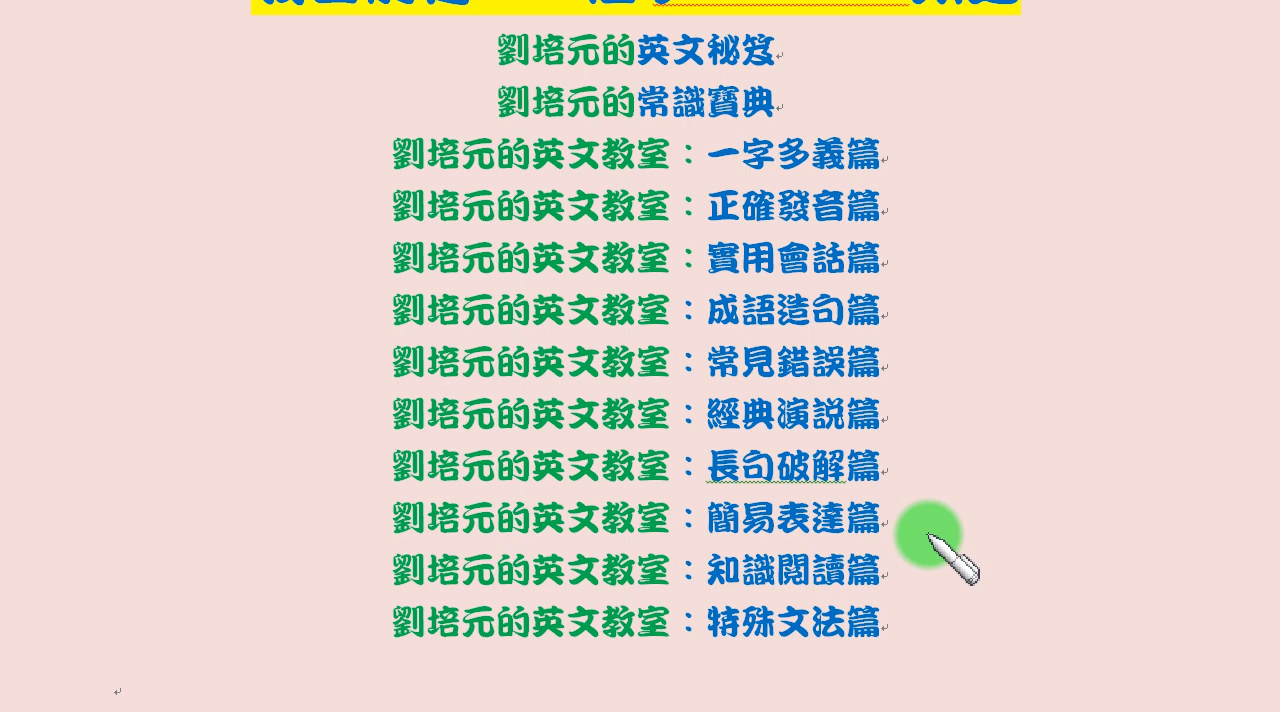 劉培元的英文秘笈
劉培元的常識寶典
劉培元的英文教室：一字多義篇
劉培元的英文教室：正確發音篇
劉培元的英文教室：實用會話篇
劉培元的英文教室：成語造句篇
劉培元的英文教室：常見錯誤篇
劉培元的英文教室：經典演說篇
劉培元的英文教室：長句破解篇
劉培元的英文教室：簡易表達篇
劉培元的英文教室：知識閱讀篇
劉培元的英文教室：特殊文法篇